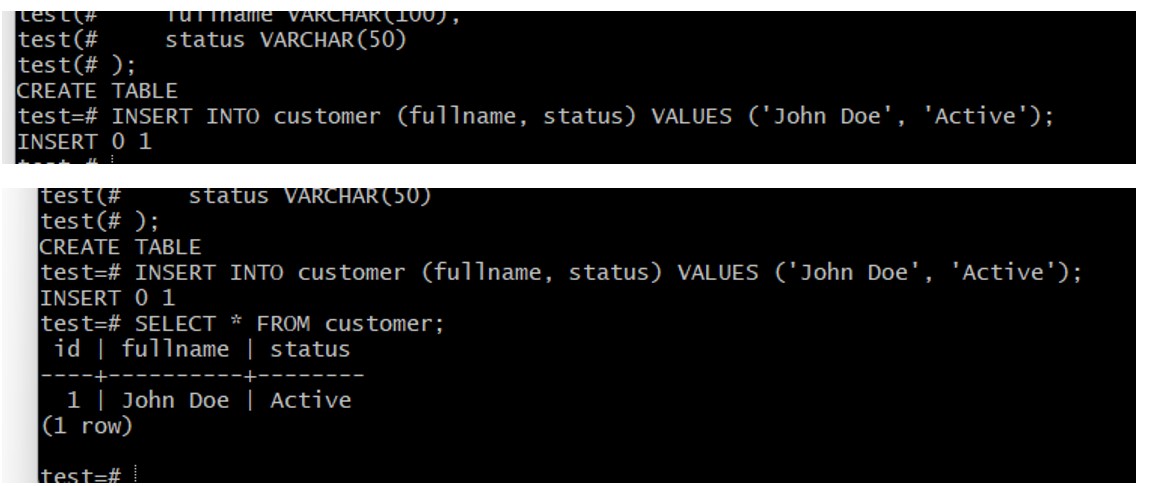 test(#     fullname VARCHAR(100),
test(#     status VARCHAR(50)
test(# );
CREATE TABLE
test=# INSERT INTO customer (fullname, status) VALUES ('John Doe', 'Active');
INSERT 0 1
test=#
test(#     status VARCHAR(50)
test(# );
CREATE TABLE
test=# INSERT INTO customer (fullname, status) VALUES ('John Doe', 'Active');
INSERT 0 1
test=# SELECT * FROM customer;
 id | fullname | status
----+----------+--------
  1 | John Doe | Active
(1 row)
test=#